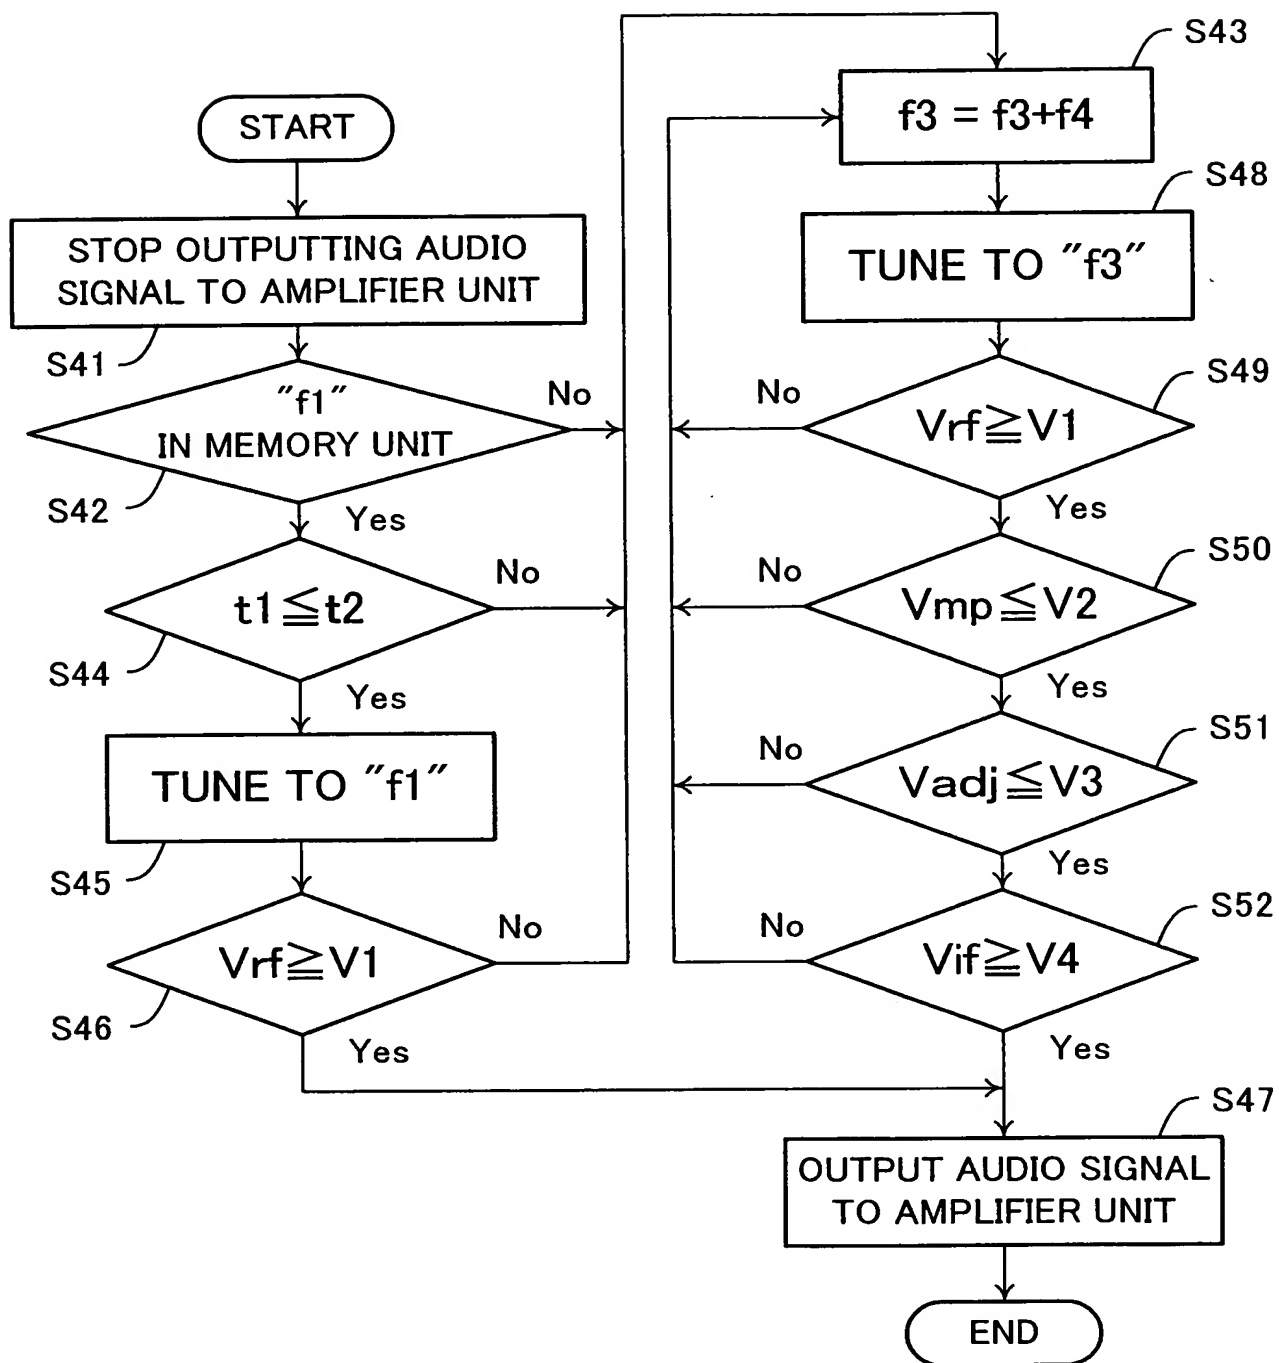 START
STOP OUTPUTTING AUDIO
SIGNAL TO AMPLIFIER UNIT
S41
"f1"
IN MEMORY UNIT
No
S42
Yes
t1≦t2
No
S44
Yes
TUNE TO "f1"
S45
Vrf≧V1
No
S46
Yes
S43
f3 = f3+f4
S48
TUNE TO "f3"
S49
No
Vrf≧V1
Yes
S50
No
Vmp≦V2
Yes
S51
No
Vadj≦V3
Yes
S52
No
Vif≧V4
Yes
S47
OUTPUT AUDIO SIGNAL
TO AMPLIFIER UNIT
END